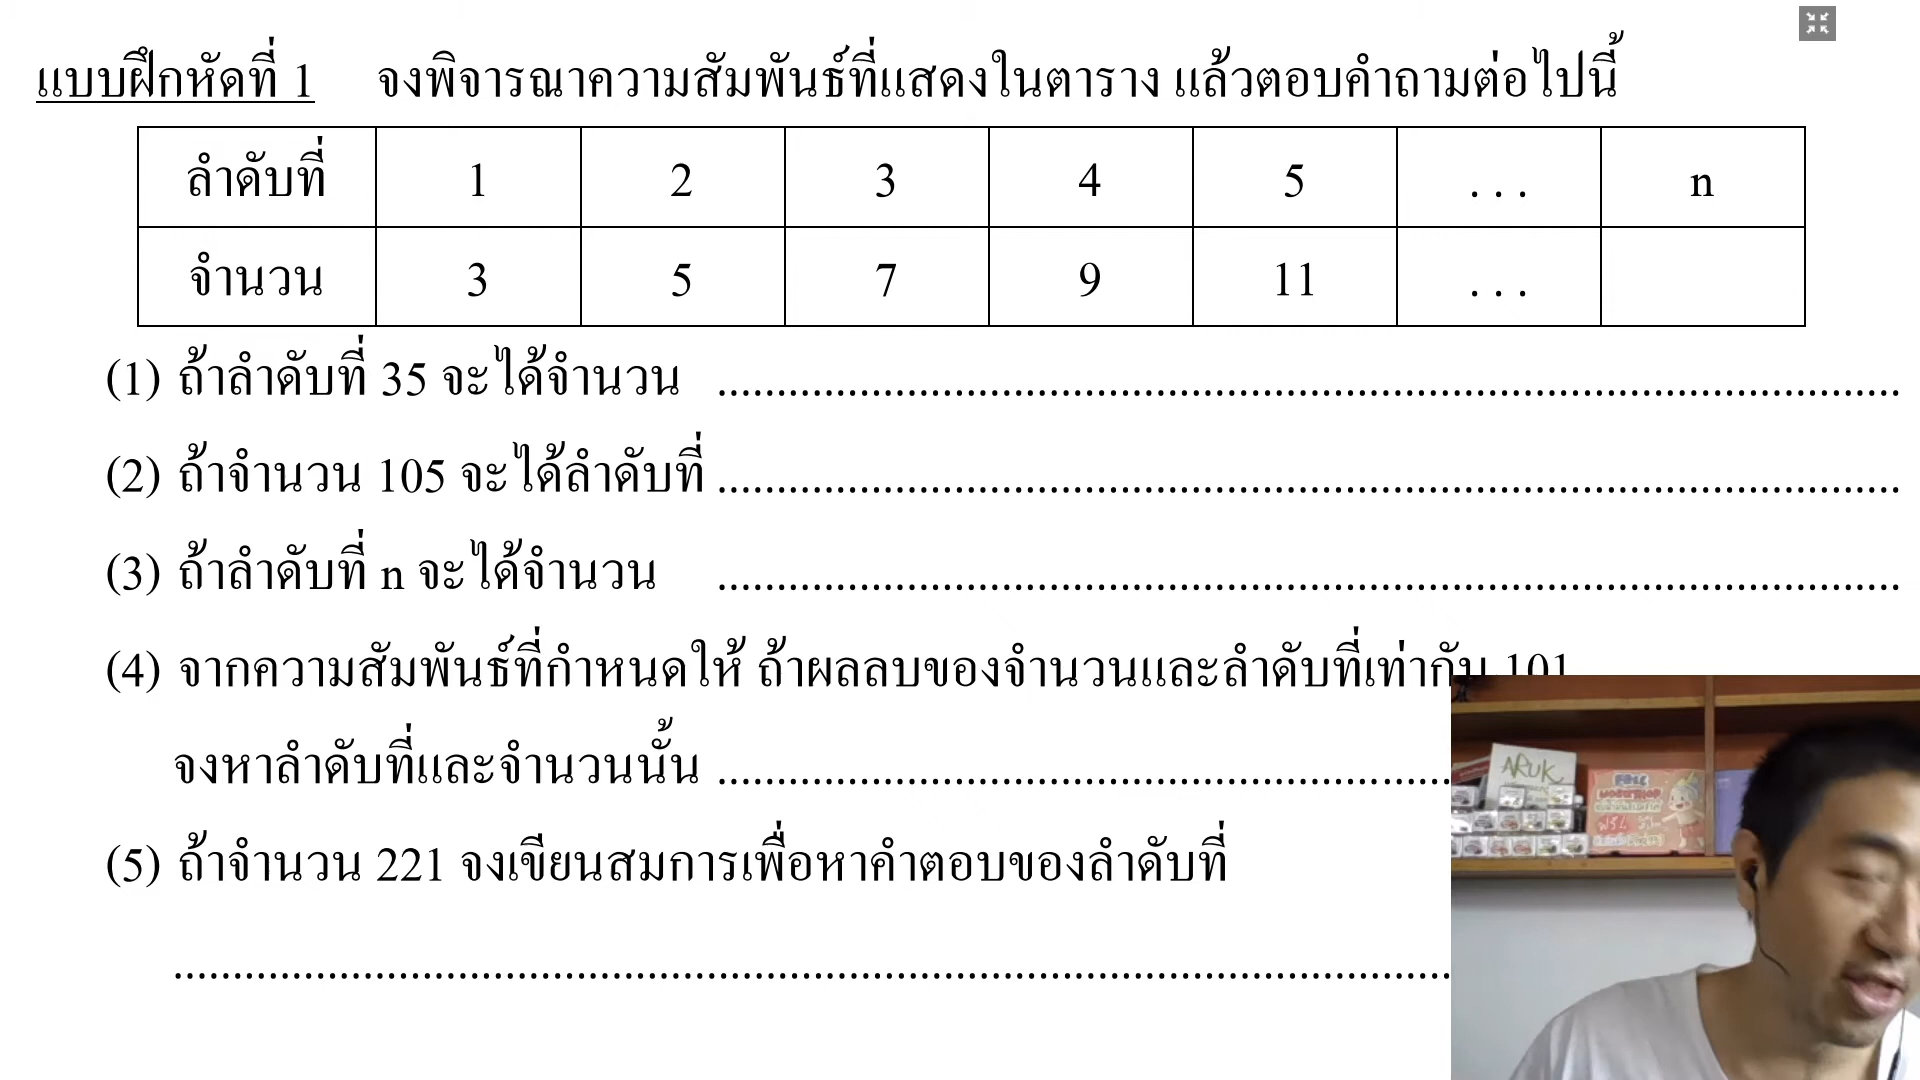 แบบฝึกหัดที่ 1 จงพิจารณาความสัมพันธ์ที่แสดงในตาราง แล้วตอบคำถามต่อไปนี้
ลำดับที่ 1 2 3 4 5 . . . n
จำนวน 3 5 7 9 11 . . .
(1) ถ้าลำดับที่ 35 จะได้จำนวน ....................................................................................................
(2) ถ้าจำนวน 105 จะได้ลำดับที่ ....................................................................................................
(3) ถ้าลำดับที่ n จะได้จำนวน ....................................................................................................
(4) จากความสัมพันธ์ที่กำหนดให้ ถ้าผลลบของจำนวนและลำดับที่เท่ากับ 101
จงหาลำดับที่และจำนวนนั้น ..............................................................
(5) ถ้าจำนวน 221 จงเขียนสมการเพื่อหาคำตอบของลำดับที่
............................................................................................................
ARUK
WORKSHOP
ฟรี